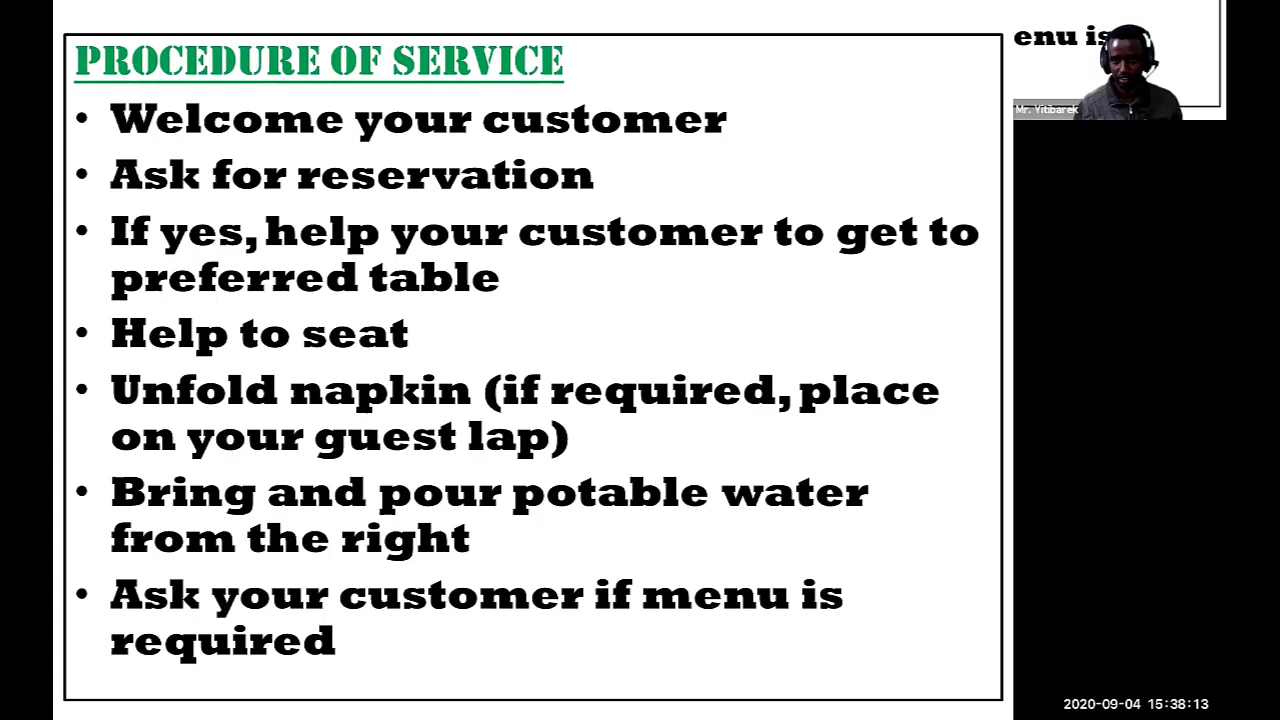 PROCEDURE OF SERVICE
• Welcome your customer
• Ask for reservation
• If yes, help your customer to get to
preferred table
• Help to seat
• Unfold napkin (if required, place
on your guest lap)
• Bring and pour potable water
from the right
• Ask your customer if menu is
required
enu is
Mr. Yitibarek
2020-09-04 15:38:13